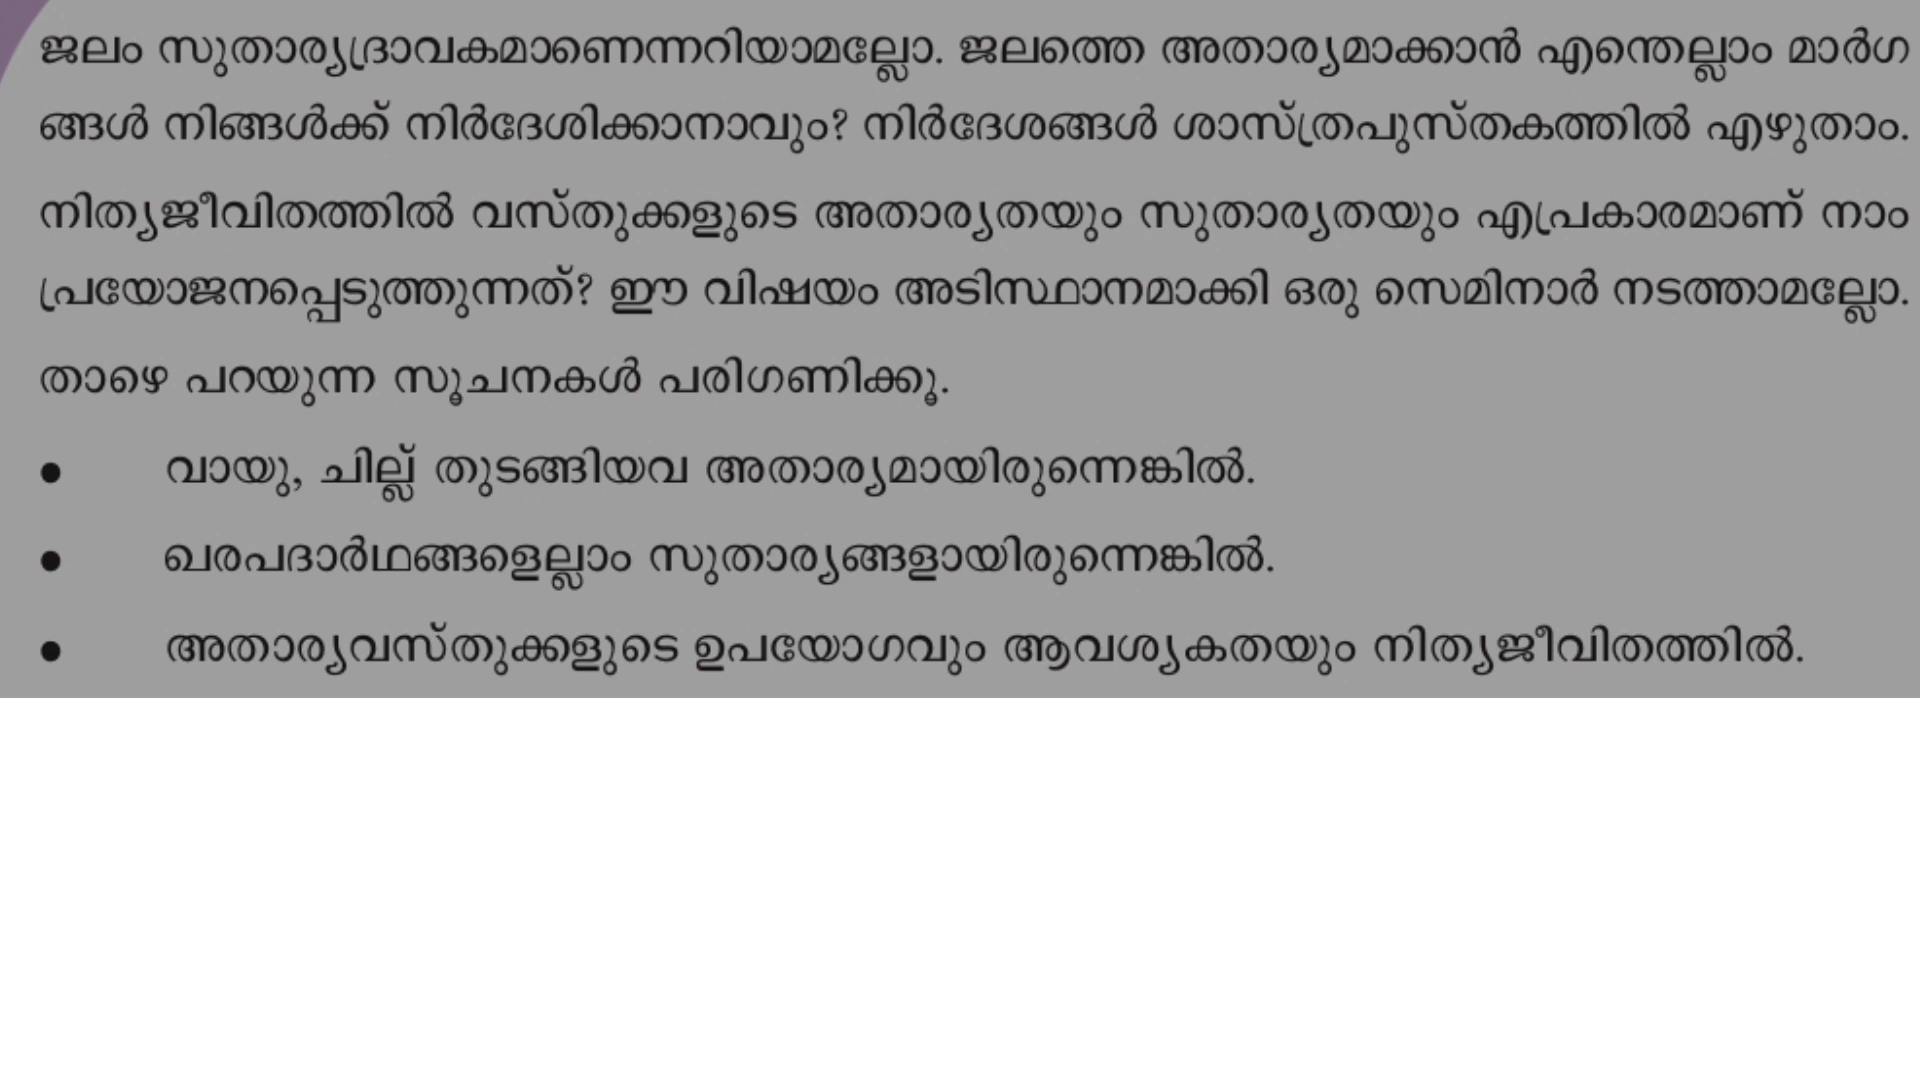 ജലം സുതാര്യദ്രാവകമാണെന്നറിയാമല്ലോ. ജലത്തെ അതാര്യമാക്കാൻ എന്തെല്ലാം മാർഗ
ങ്ങൾ നിങ്ങൾക്ക് നിർദേശിക്കാനാവും? നിർദേശങ്ങൾ ശാസ്ത്രപുസ്തകത്തിൽ എഴുതാം.
നിത്യജീവിതത്തിൽ വസ്തുക്കളുടെ അതാര്യതയും സുതാര്യതയും എപ്രകാരമാണ് നാം
പ്രയോജനപ്പെടുത്തുന്നത്? ഈ വിഷയം അടിസ്ഥാനമാക്കി ഒരു സെമിനാർ നടത്താമല്ലോ.
താഴെ പറയുന്ന സൂചനകൾ പരിഗണിക്കൂ.
• വായു, ചില്ല് തുടങ്ങിയവ അതാര്യമായിരുന്നെങ്കിൽ.
• ഖരപദാർഥങ്ങളെല്ലാം സുതാര്യങ്ങളായിരുന്നെങ്കിൽ.
• അതാര്യവസ്തുക്കളുടെ ഉപയോഗവും ആവശ്യകതയും നിത്യജീവിതത്തിൽ.